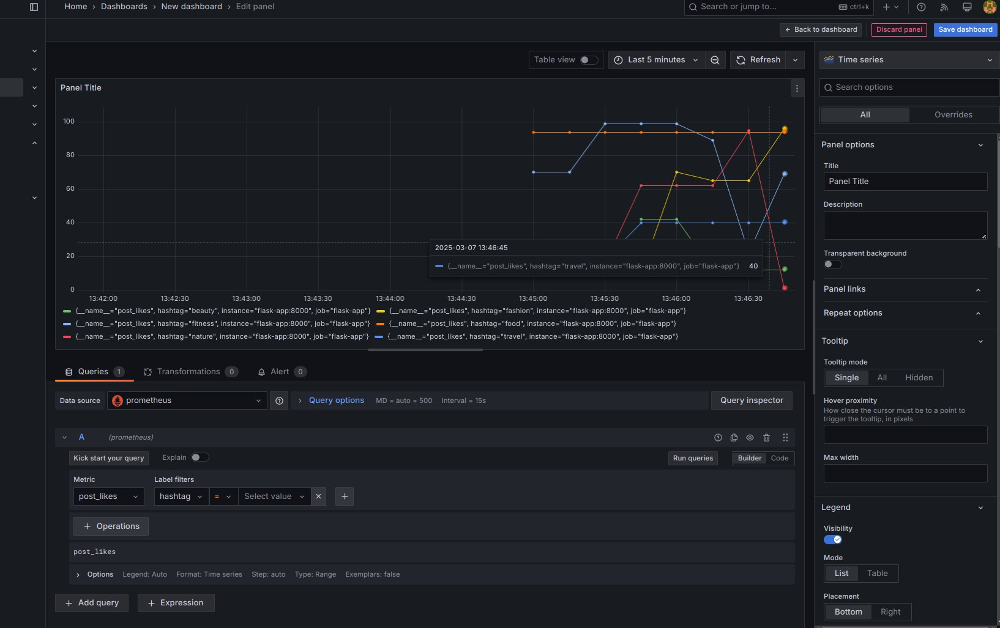 Home > Dashboards > New dashboard > Edit panel
Search or jump to... ctrl+k
Back to dashboard Discard panel Save dashboard
Table view Last 5 minutes Refresh
Time series
Panel Title
Search options
All Overrides
100
80
60
40
20
0
2025-03-07 13:46:45
{__name__="post_likes", hashtag="travel", instance="flask-app:8000", job="flask-app"} 40
13:42:00 13:42:30 13:43:00 13:43:30 13:44:00 13:44:30 13:45:00 13:45:30 13:46:00 13:46:30
{__name__="post_likes", hashtag="beauty", instance="flask-app:8000", job="flask-app"} {__name__="post_likes", hashtag="fashion", instance="flask-app:8000", job="flask-app"}
{__name__="post_likes", hashtag="fitness", instance="flask-app:8000", job="flask-app"} {__name__="post_likes", hashtag="food", instance="flask-app:8000", job="flask-app"}
{__name__="post_likes", hashtag="nature", instance="flask-app:8000", job="flask-app"} {__name__="post_likes", hashtag="travel", instance="flask-app:8000", job="flask-app"}
Queries 1 Transformations 0 Alert 0
Data source prometheus Query options MD = auto = 500 Interval = 15s Query inspector
A (prometheus)
Kick start your query Explain Run queries Builder Code
Metric Label filters
post_likes hashtag = Select value
+ Operations
post_likes
Options Legend: Auto Format: Time series Step: auto Type: Range Exemplars: false
+ Add query + Expression
Panel options
Title
Panel Title
Description
Transparent background
Panel links
Repeat options
Tooltip
Tooltip mode
Single All Hidden
Hover proximity
How close the cursor must be to a point to
trigger the tooltip, in pixels
Max width
Legend
Visibility
Mode
List Table
Placement
Bottom Right